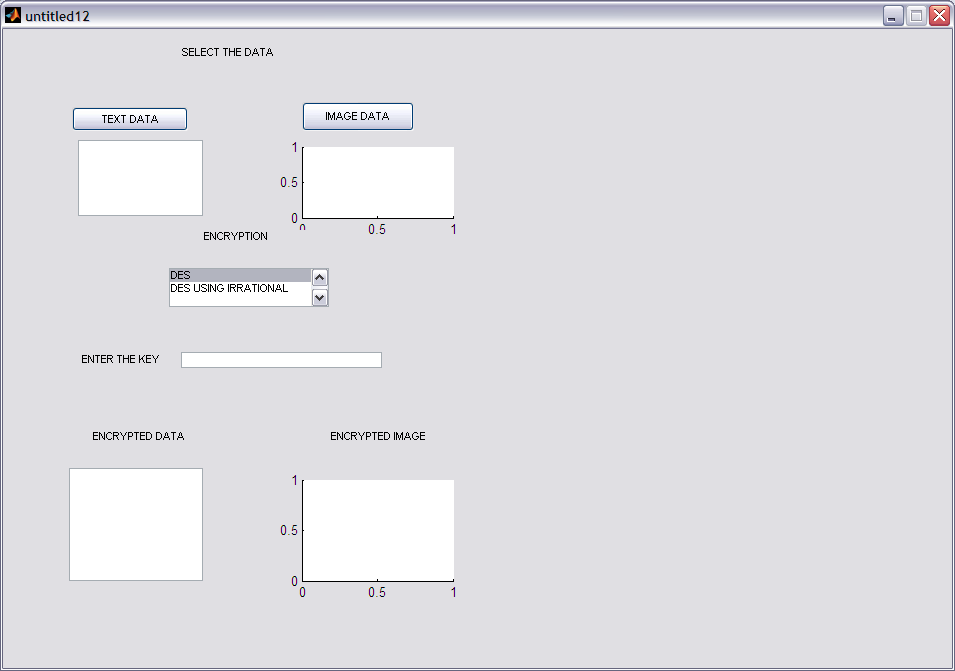 untitled12
SELECT THE DATA
TEXT DATA
IMAGE DATA
1
0.5
0
0
0.5
1
ENCRYPTION
DES
DES USING IRRATIONAL
ENTER THE KEY
ENCRYPTED DATA
ENCRYPTED IMAGE
1
0.5
0
0
0.5
1